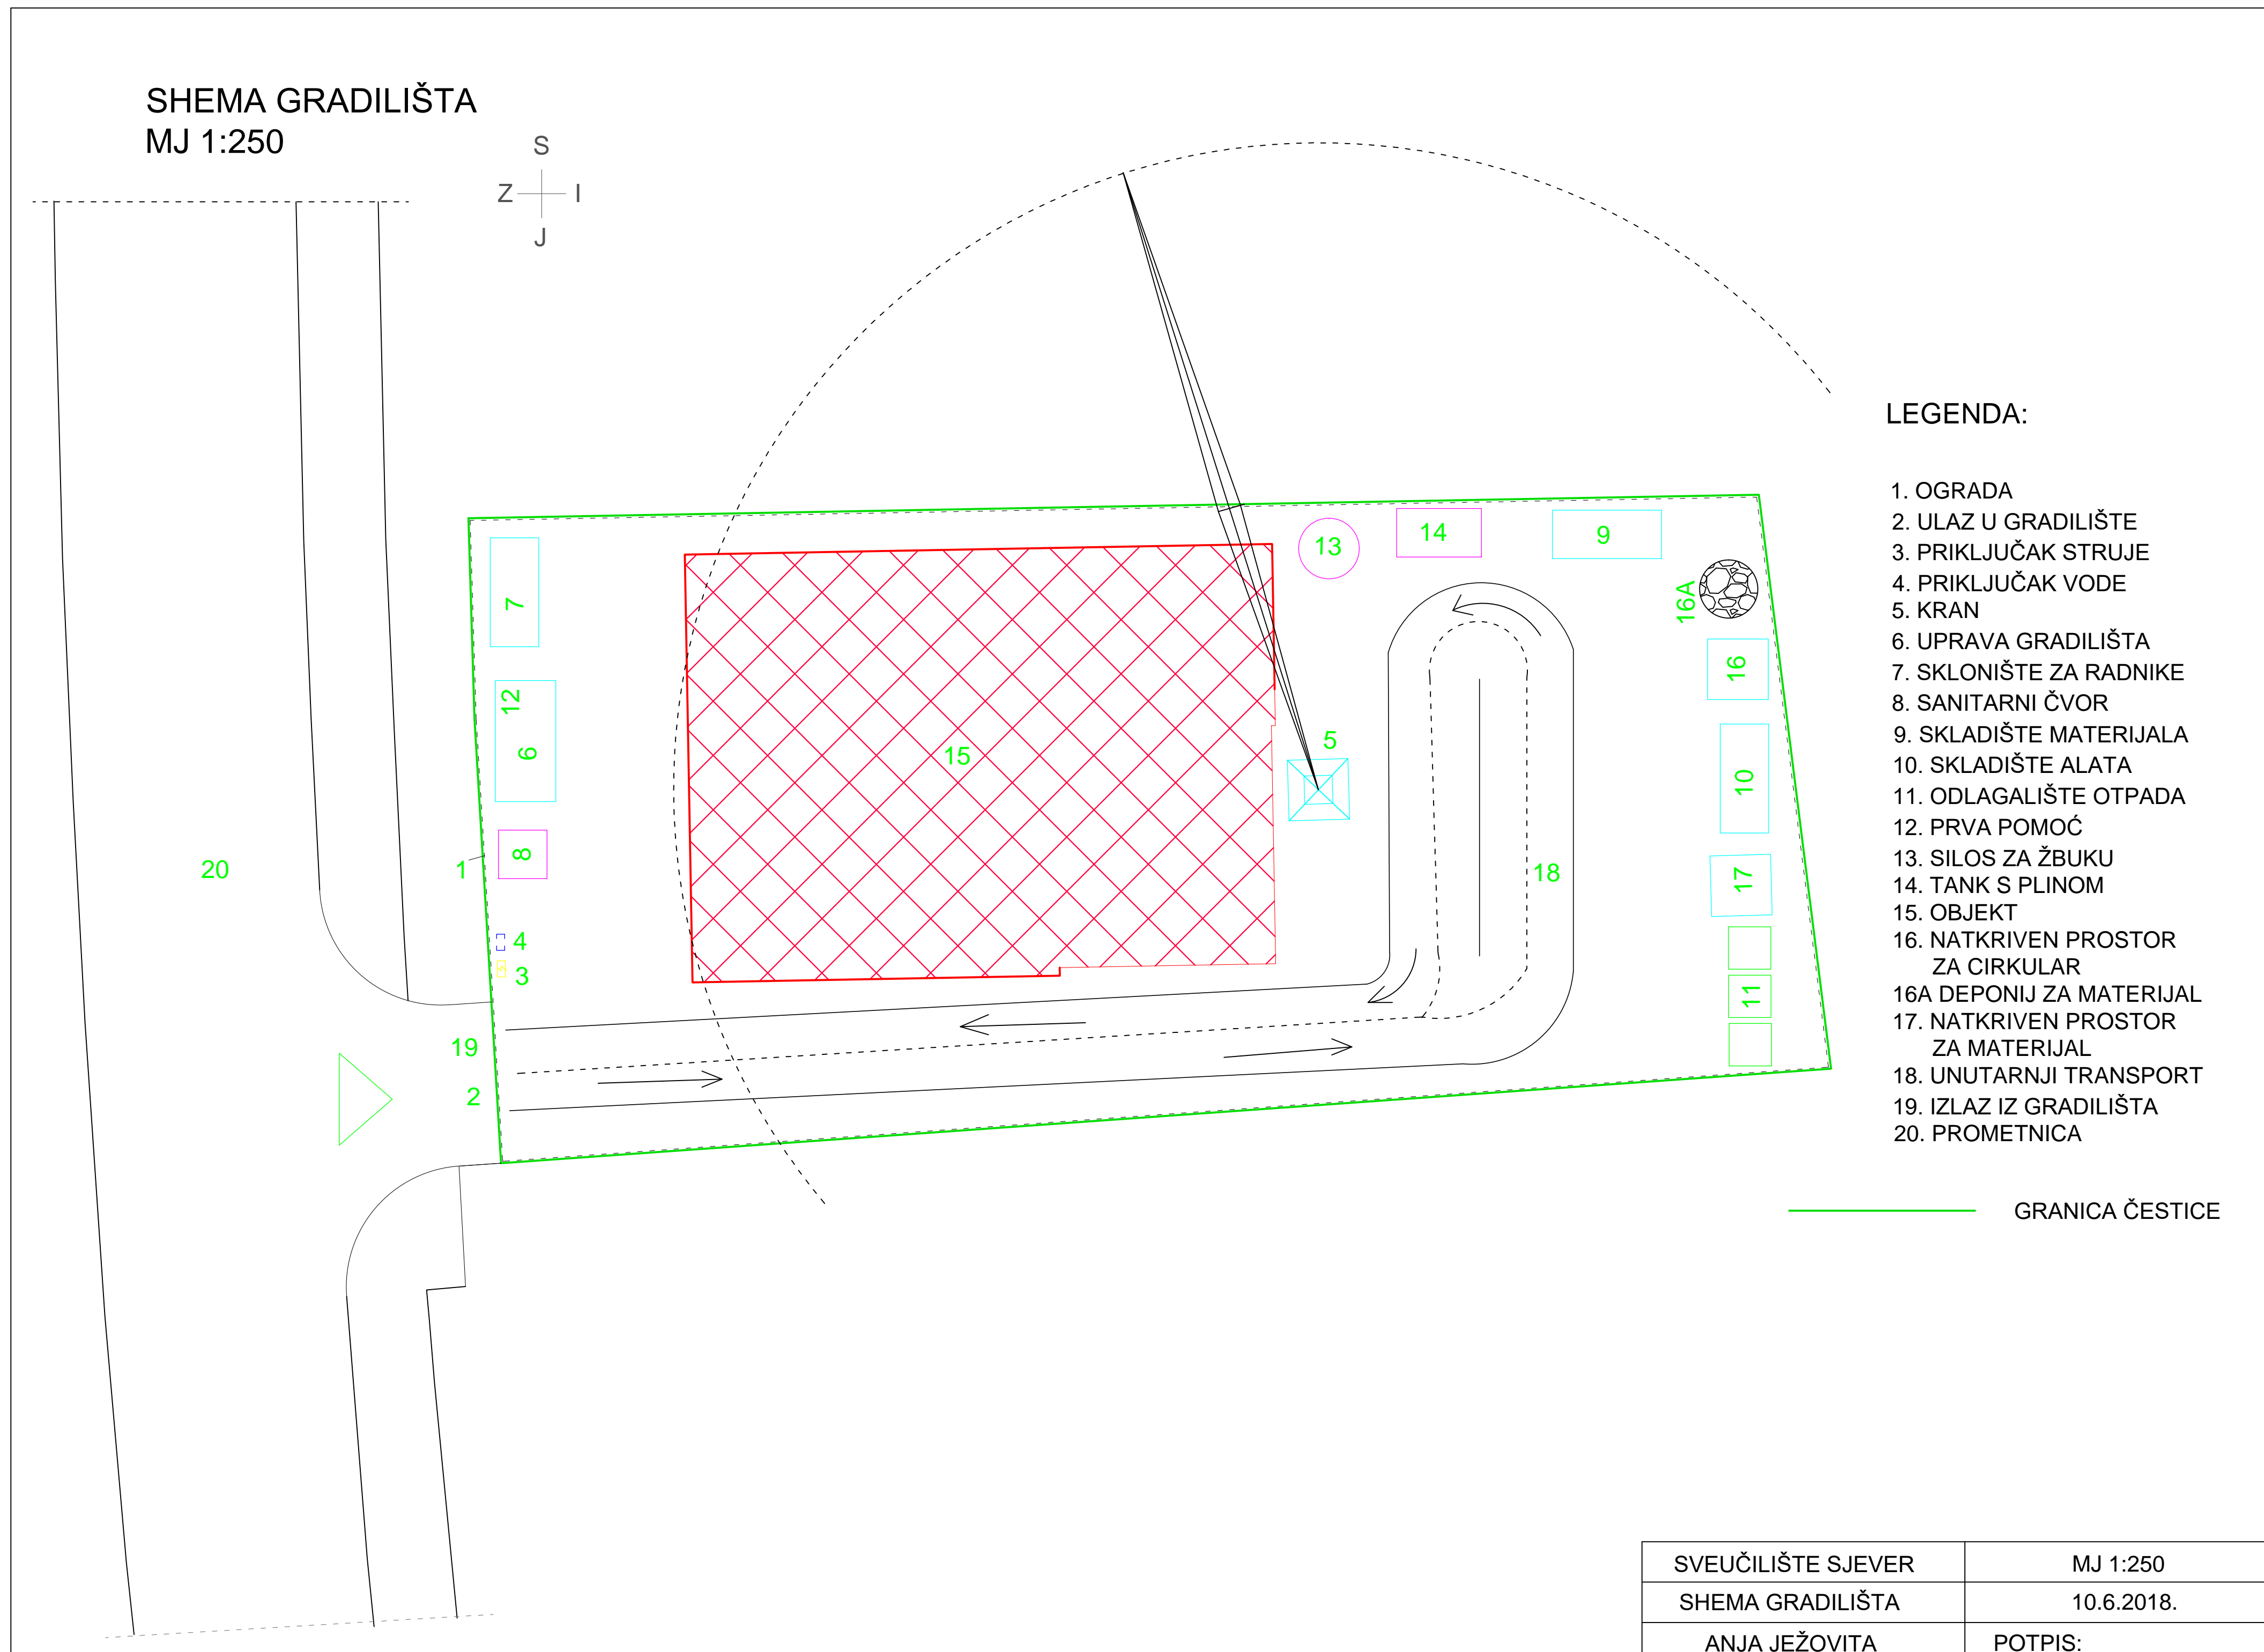 SHEMA GRADILIŠTA
MJ 1:250
S
Z I
J
LEGENDA:
1. OGRADA
2. ULAZ U GRADILIŠTE
3. PRIKLJUČAK STRUJE
4. PRIKLJUČAK VODE
5. KRAN
6. UPRAVA GRADILIŠTA
7. SKLONIŠTE ZA RADNIKE
8. SANITARNI ČVOR
9. SKLADIŠTE MATERIJALA
10. SKLADIŠTE ALATA
11. ODLAGALIŠTE OTPADA
12. PRVA POMOĆ
13. SILOS ZA ŽBUKU
14. TANK S PLINOM
15. OBJEKT
16. NATKRIVEN PROSTOR
ZA CIRKULAR
16A DEPONIJ ZA MATERIJAL
17. NATKRIVEN PROSTOR
ZA MATERIJAL
18. UNUTARNJI TRANSPORT
19. IZLAZ IZ GRADILIŠTA
20. PROMETNICA
GRANICA ČESTICE
13
14
9
16A
7
16
12
6
5
15
10
8
1
20
18
17
4
3
11
19
2
SVEUČILIŠTE SJEVER MJ 1:250
SHEMA GRADILIŠTA 10.6.2018.
ANJA JEŽOVITA POTPIS: